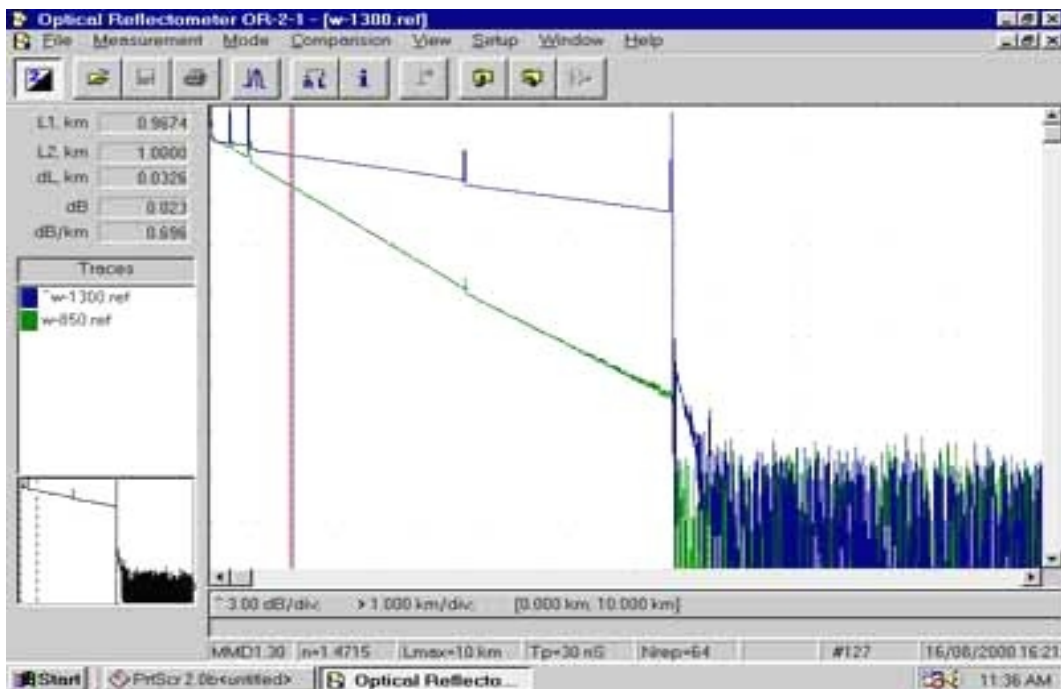 Optical Reflectometer OR-2-1 - [w-1300.ref]
File Measurement Mode Comparision View Setup Window Help
L1, km 0.9674
L2, km 1.0000
dL, km 0.0326
dB 0.023
dB/km 0.696
Traces
~w-1300.ref
w-850.ref
^ 3.00 dB/div; > 1.000 km/div; [0.000 km, 10.000 km]
MMD1.30 n=1.4715 Lmax=10 km Tp=30 nS Nrep=64 #127 16/08/2000 16:21
Start PrtScr 2.0b<untitled> Optical Reflecto... 11:36 AM